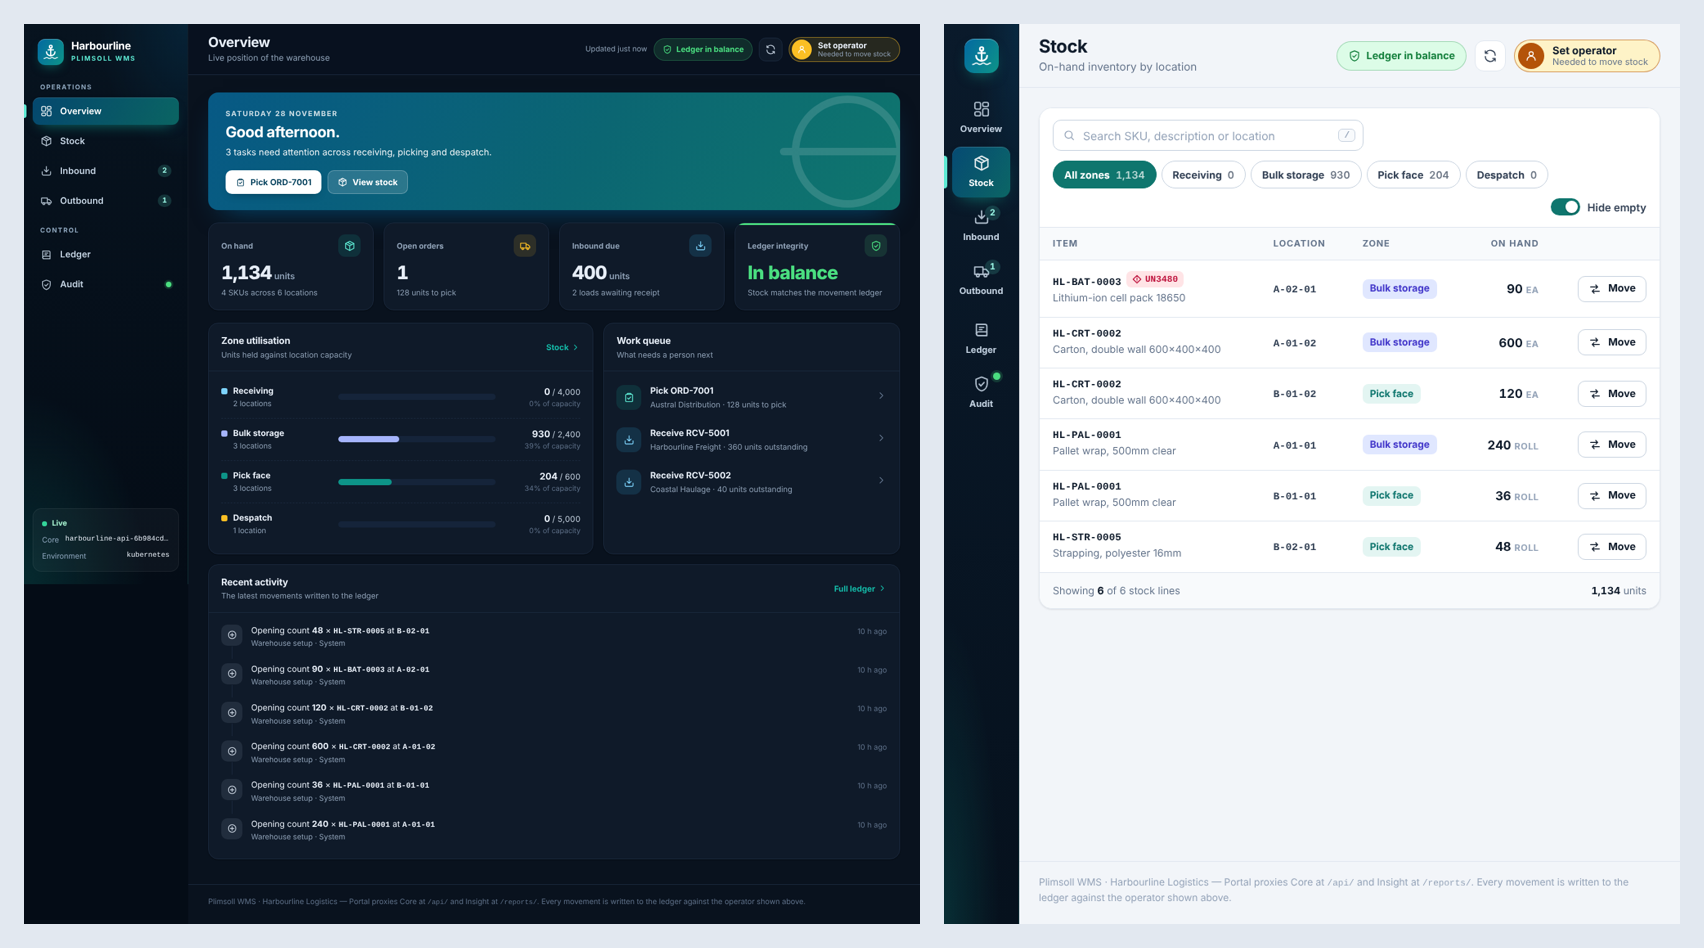 Harbourline
PLIMSOLL WMS
OPERATIONS
Overview
Stock
Inbound 2
Outbound 1
CONTROL
Ledger
Audit
Live
Core harbourline-api-6b984cd…
Environment kubernetes
Overview
Live position of the warehouse
Updated just now
Ledger in balance
Set operator
Needed to move stock
SATURDAY 28 NOVEMBER
Good afternoon.
3 tasks need attention across receiving, picking and despatch.
Pick ORD-7001
View stock
On hand
1,134 units
4 SKUs across 6 locations
Open orders
1
128 units to pick
Inbound due
400 units
2 loads awaiting receipt
Ledger integrity
In balance
Stock matches the movement ledger
Zone utilisation
Units held against location capacity
Stock
Receiving
2 locations
0 / 4,000
0% of capacity
Bulk storage
3 locations
930 / 2,400
39% of capacity
Pick face
3 locations
204 / 600
34% of capacity
Despatch
1 location
0 / 5,000
0% of capacity
Work queue
What needs a person next
Pick ORD-7001
Austral Distribution · 128 units to pick
Receive RCV-5001
Harbourline Freight · 360 units outstanding
Receive RCV-5002
Coastal Haulage · 40 units outstanding
Recent activity
The latest movements written to the ledger
Full ledger
Opening count 48 × HL-STR-0005 at B-02-01
Warehouse setup · System
10 h ago
Opening count 90 × HL-BAT-0003 at A-02-01
Warehouse setup · System
10 h ago
Opening count 120 × HL-CRT-0002 at B-01-02
Warehouse setup · System
10 h ago
Opening count 600 × HL-CRT-0002 at A-01-02
Warehouse setup · System
10 h ago
Opening count 36 × HL-PAL-0001 at B-01-01
Warehouse setup · System
10 h ago
Opening count 240 × HL-PAL-0001 at A-01-01
Warehouse setup · System
10 h ago
Plimsoll WMS · Harbourline Logistics — Portal proxies Core at /api/ and Insight at /reports/. Every movement is written to the ledger against the operator shown above.
Overview
Stock
2
Inbound
1
Outbound
Ledger
Audit
Stock
On-hand inventory by location
Ledger in balance
Set operator
Needed to move stock
Search SKU, description or location /
All zones 1,134
Receiving 0
Bulk storage 930
Pick face 204
Despatch 0
Hide empty
ITEM LOCATION ZONE ON HAND
HL-BAT-0003 UN3480
Lithium-ion cell pack 18650
A-02-01 Bulk storage 90 EA Move
HL-CRT-0002
Carton, double wall 600×400×400
A-01-02 Bulk storage 600 EA Move
HL-CRT-0002
Carton, double wall 600×400×400
B-01-02 Pick face 120 EA Move
HL-PAL-0001
Pallet wrap, 500mm clear
A-01-01 Bulk storage 240 ROLL Move
HL-PAL-0001
Pallet wrap, 500mm clear
B-01-01 Pick face 36 ROLL Move
HL-STR-0005
Strapping, polyester 16mm
B-02-01 Pick face 48 ROLL Move
Showing 6 of 6 stock lines
1,134 units
Plimsoll WMS · Harbourline Logistics — Portal proxies Core at /api/ and Insight at /reports/. Every movement is written to the
ledger against the operator shown above.